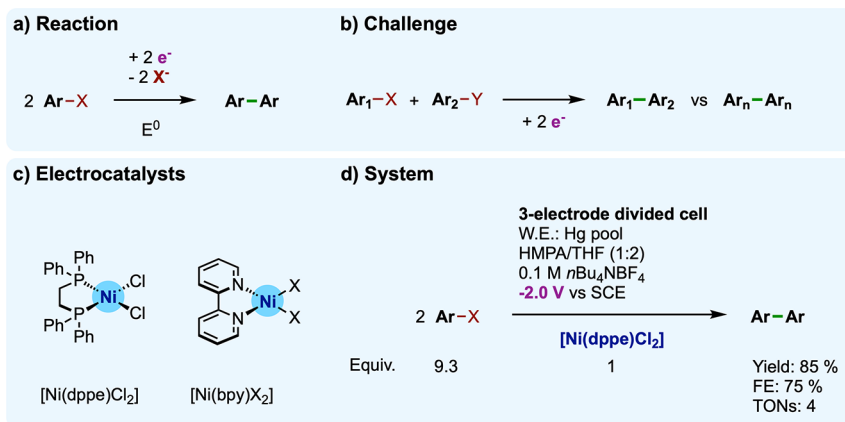 a) Reaction
+ 2 e-
- 2 X-
2 Ar–X
Ar–Ar
E0
b) Challenge
Ar1–X + Ar2–Y
+ 2 e-
Ar1–Ar2 vs Arn–Arn
c) Electrocatalysts
Ph Ph
Ph P Cl
Ni
Ph P Cl
Ph
[Ni(dppe)Cl2]
N X
Ni
N X
[Ni(bpy)X2]
d) System
3-electrode divided cell
W.E.: Hg pool
HMPA/THF (1:2)
0.1 M nBu4NBF4
-2.0 V vs SCE
2 Ar–X
Ar–Ar
[Ni(dppe)Cl2]
Equiv. 9.3 1
Yield: 85 %
FE: 75 %
TONs: 4